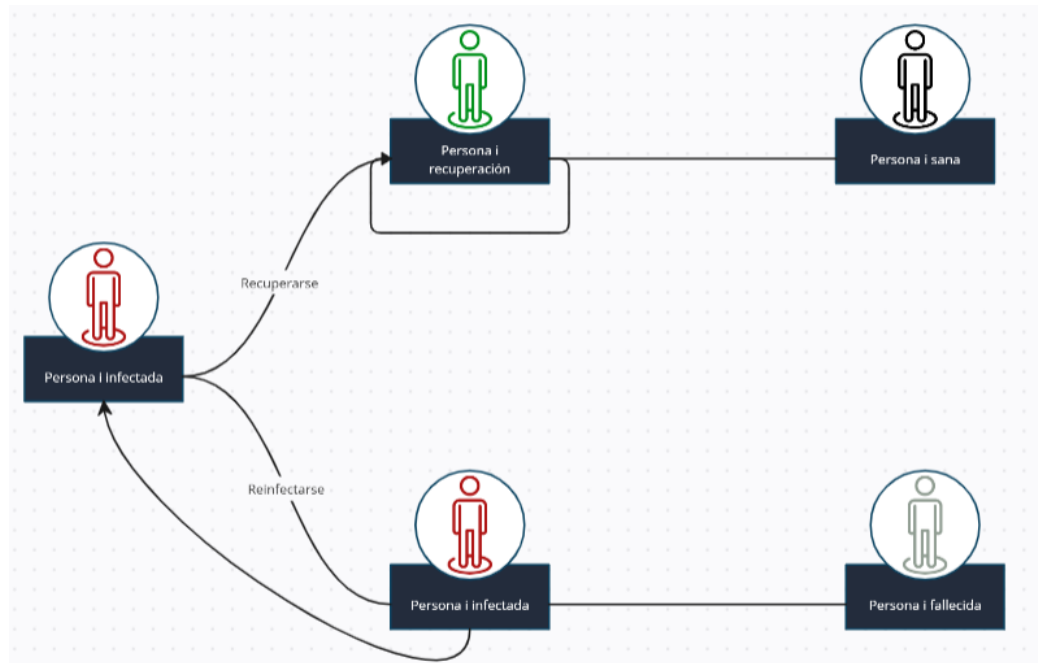 Persona i
recuperación
Persona i sana
Recuperarse
Persona i infectada
Reinfectarse
Persona i infectada
Persona i fallecida